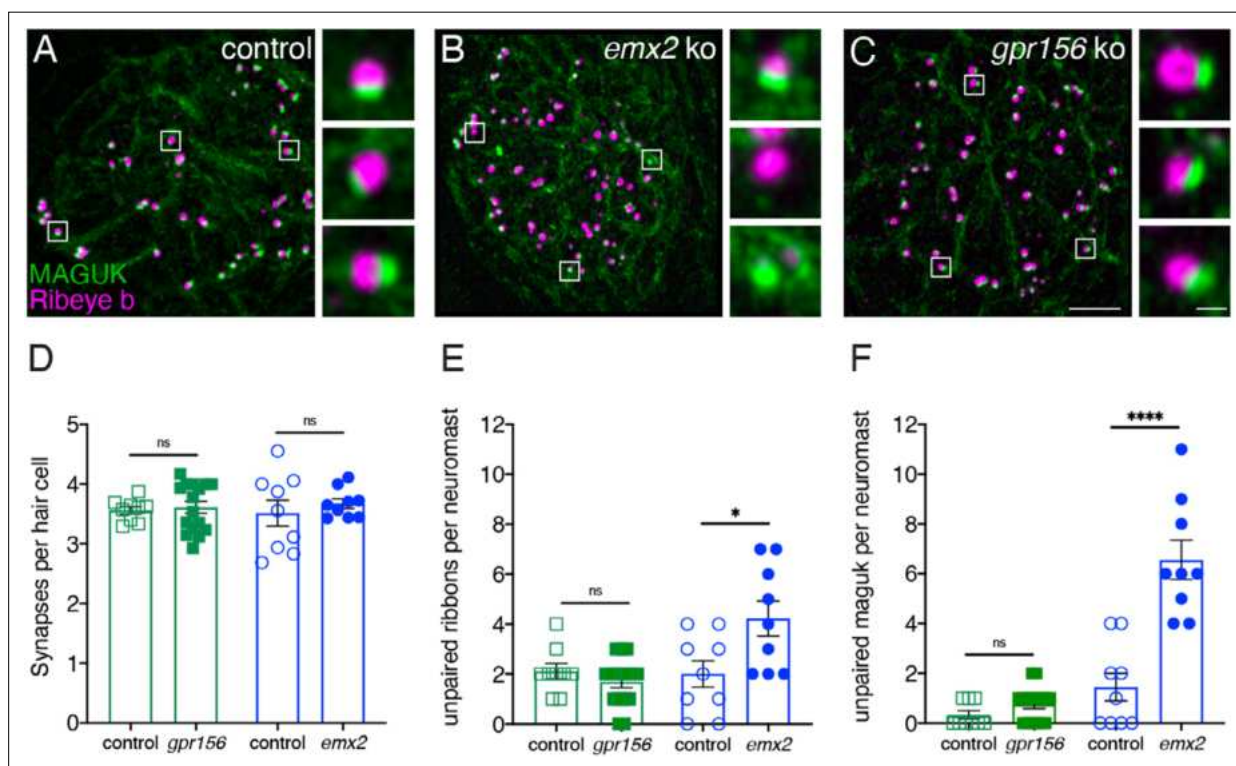 A control
B emx2 ko
C gpr156 ko
MAGUK
Ribeye b
D
E
F
Synapses per hair cell
5
4
3
2
1
0
ns
ns
control gpr156 control emx2
unpaired ribbons per neuromast
12
10
8
6
4
2
0
ns
*
control gpr156 control emx2
unpaired maguk per neuromast
12
10
8
6
4
2
0
ns
****
control gpr156 control emx2